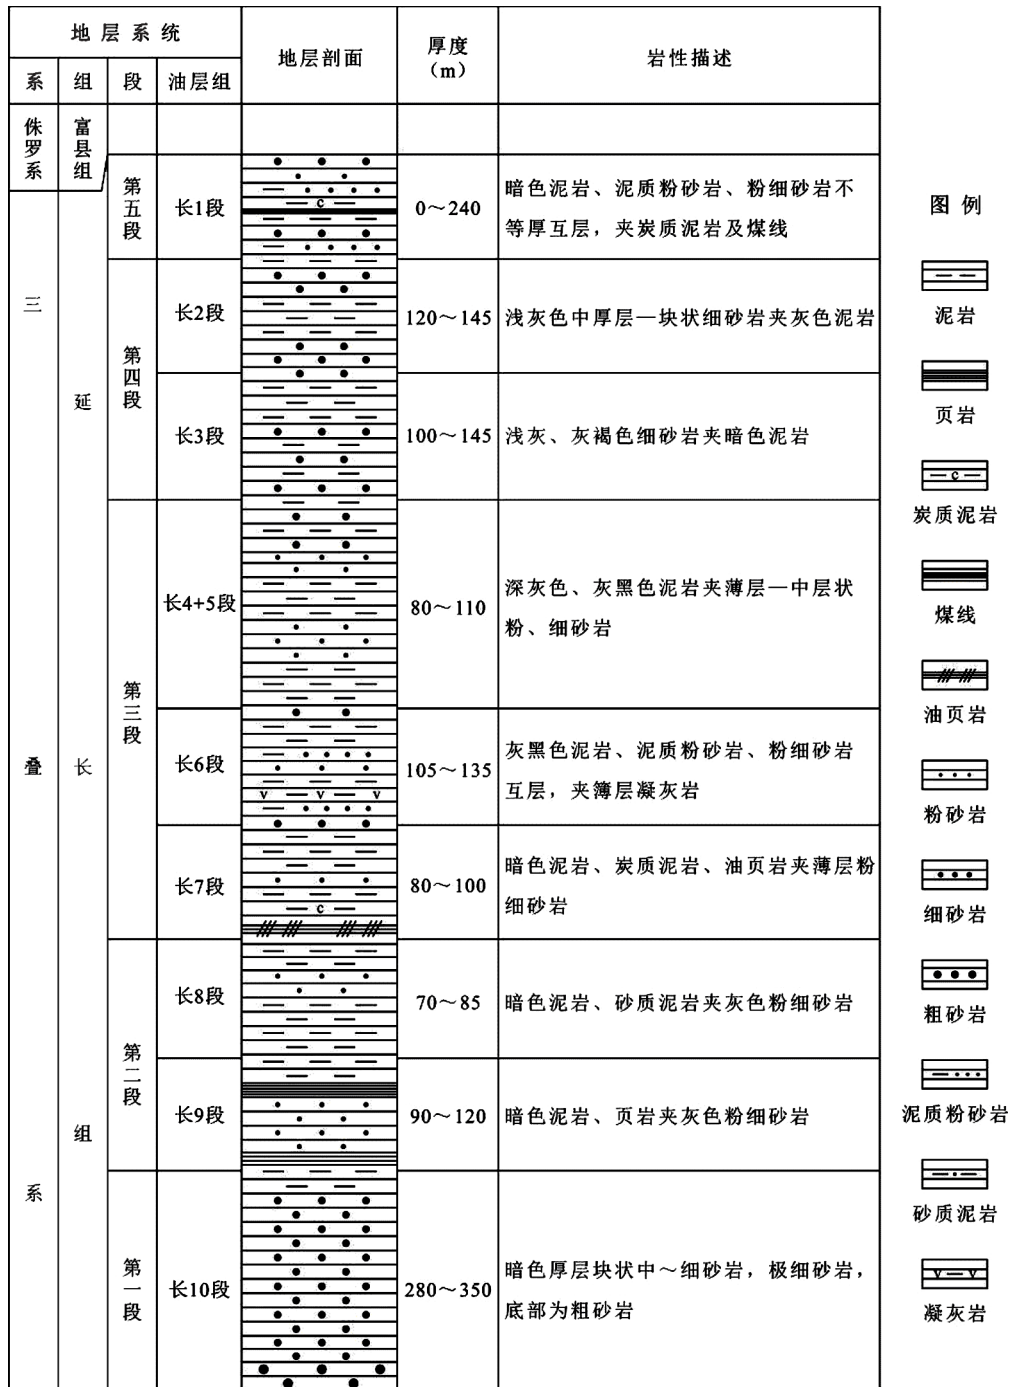 地层系统
地层剖面
厚度
（m）
岩性描述
系
组
段
油层组
侏罗系
富县组
第五段
长1段
c
0～240
暗色泥岩、泥质粉砂岩、粉细砂岩不
等厚互层，夹炭质泥岩及煤线
三叠系
延长组
第四段
长2段
120～145
浅灰色中厚层—块状细砂岩夹灰色泥岩
长3段
100～145
浅灰、灰褐色细砂岩夹暗色泥岩
第三段
长4+5段
80～110
深灰色、灰黑色泥岩夹薄层—中层状
粉、细砂岩
长6段
v v v
105～135
灰黑色泥岩、泥质粉砂岩、粉细砂岩
互层，夹簿层凝灰岩
长7段
c
80～100
暗色泥岩、炭质泥岩、油页岩夹薄层粉
细砂岩
第二段
长8段
70～85
暗色泥岩、砂质泥岩夹灰色粉细砂岩
长9段
90～120
暗色泥岩、页岩夹灰色粉细砂岩
第一段
长10段
280～350
暗色厚层块状中～细砂岩，极细砂岩，
底部为粗砂岩
图例
泥岩
页岩
c
炭质泥岩
煤线
油页岩
粉砂岩
细砂岩
粗砂岩
泥质粉砂岩
砂质泥岩
v v
凝灰岩